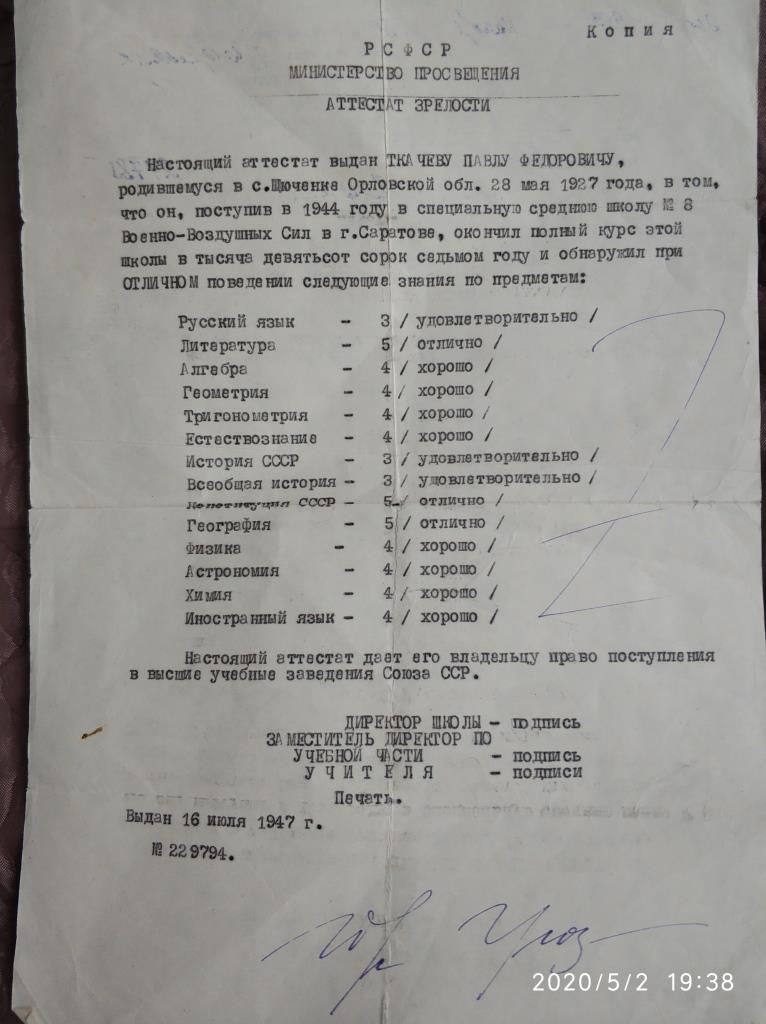 Копия
РСФСР
МИНИСТЕРСТВО ПРОСВЕЩЕНИЯ
АТТЕСТАТ ЗРЕЛОСТИ
Настоящий аттестат выдан ТКАЧЕВУ ПАВЛУ ФЕДОРОВИЧУ,
родившемуся в с.Щюченке Орловской обл. 28 мая 1927 года, в том,
что он, поступив в 1944 году в специальную среднюю школу № 8
Военно-Воздушных Сил в г.Саратове, окончил полный курс этой
школы в тысяча девятьсот сорок седьмом году и обнаружил при
ОТЛИЧНОМ поведении следующие знания по предметам:
Русский язык - 3 / удовлетворительно /
Литература - 5 / отлично /
Алгебра - 4 / хорошо /
Геометрия - 4 / хорошо /
Тригонометрия - 4 / хорошо /
Естествознание - 4 / хорошо /
История СССР - 3 / удовлетворительно /
Всеобщая история - 3 / удовлетворительно /
Конституция СССР - 5 / отлично /
География - 5 / отлично /
Физика - 4 / хорошо /
Астрономия - 4 / хорошо /
Химия - 4 / хорошо /
Иностранный язык - 4 / хорошо /
Настоящий аттестат дает его владельцу право поступления
в высшие учебные заведения Союза ССР.
ДИРЕКТОР ШКОЛЫ - подпись
ЗАМЕСТИТЕЛЬ ДИРЕКТОР ПО
УЧЕБНОЙ ЧАСТИ - подпись
УЧИТЕЛЯ - подписи
Печать.
Выдан 16 июля 1947 г.
№ 229794.
2020/5/2 19:38